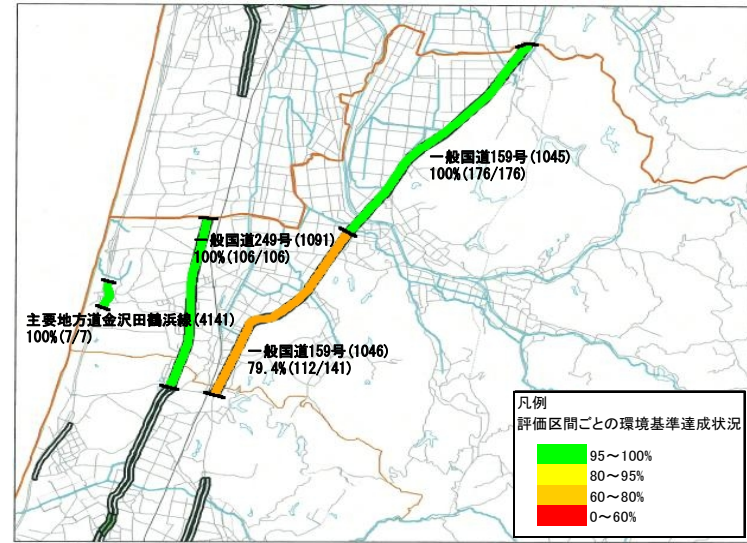 一般国道159号(1045)
100%(176/176)
一般国道249号(1091)
100%(106/106)
主要地方道金沢田鶴浜線(4141)
100%(7/7)
一般国道159号(1046)
79.4%(112/141)
凡例
評価区間ごとの環境基準達成状況
95～100%
80～95%
60～80%
0～60%